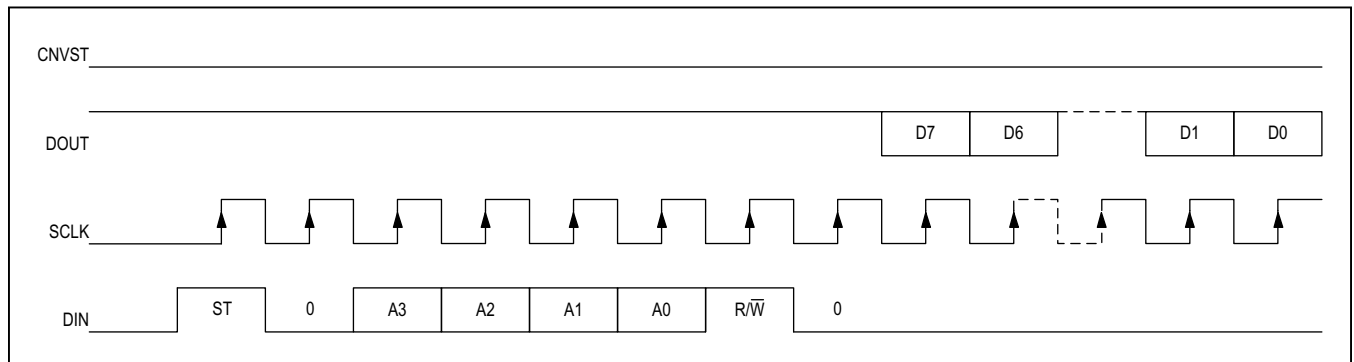 CNVST
DOUT D7 D6 D1 D0
SCLK
DIN ST 0 A3 A2 A1 A0 R/W̅ 0